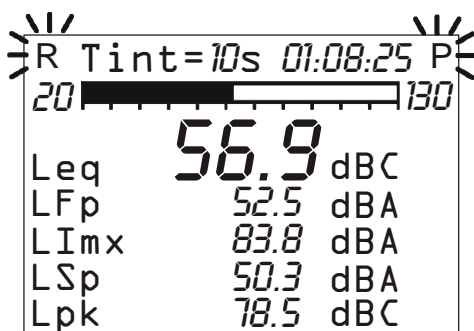 R Tint=10s 01:08:25 P
20 130
56.9
Leq dBC
LFp 52.5 dBA
LImx 83.8 dBA
LSp 50.3 dBA
Lpk 78.5 dBC